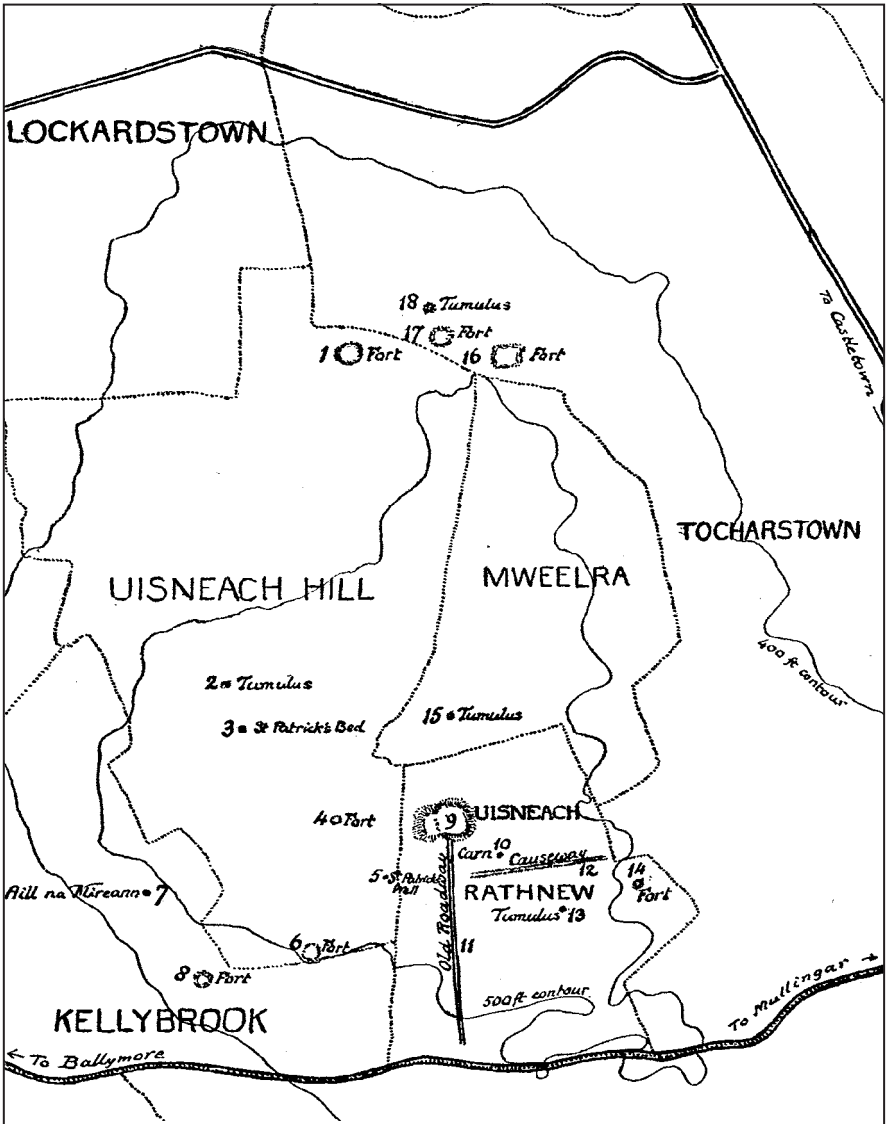 LOCKARDSTOWN
To Castletown →
18 Tumulus
17 Fort
1 Fort
16 Fort
TOCHARSTOWN
UISNEACH HILL
MWEELRA
400 ft contour
2 Tumulus
3 St Patrick's Bed
15 Tumulus
4 Fort
9 UISNEACH
Carn 10
Causeway
12
5 St Patrick's Well
RATHNEW
14
Fort
Aill na Mireann 7
Tumulus 13
Old Roadway
11
6 Fort
8 Fort
500 ft contour
KELLYBROOK
To Mullingar →
← To Ballymore